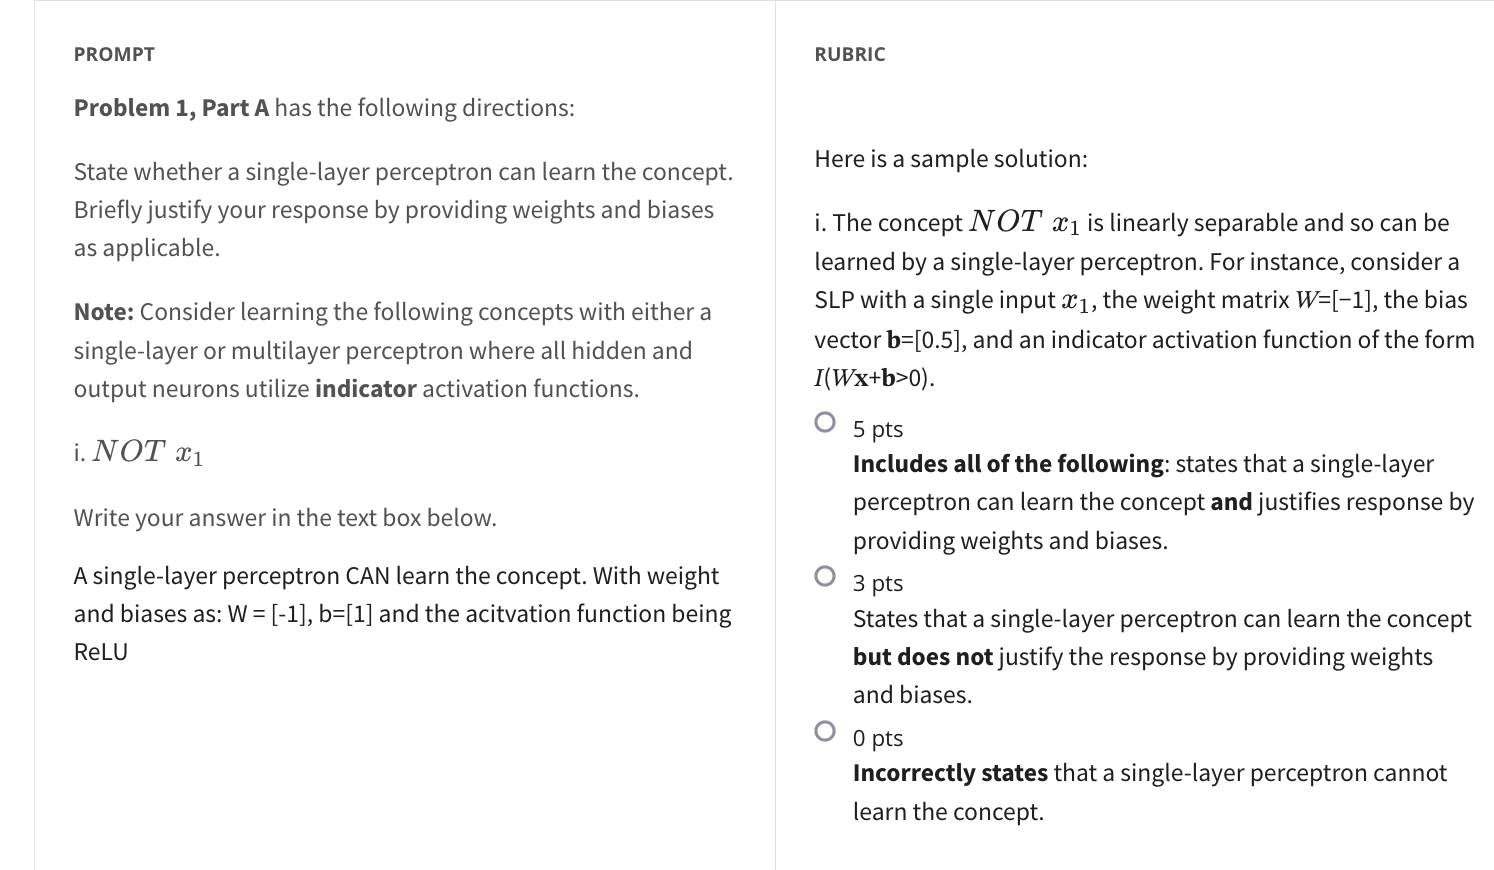 PROMPT
Problem 1, Part A has the following directions:
State whether a single-layer perceptron can learn the concept.
Briefly justify your response by providing weights and biases
as applicable.
Note: Consider learning the following concepts with either a
single-layer or multilayer perceptron where all hidden and
output neurons utilize indicator activation functions.
i. NOT x₁
Write your answer in the text box below.
A single-layer perceptron CAN learn the concept. With weight
and biases as: W = [-1], b=[1] and the acitvation function being
ReLU
RUBRIC
Here is a sample solution:
i. The concept NOT x₁ is linearly separable and so can be
learned by a single-layer perceptron. For instance, consider a
SLP with a single input x₁, the weight matrix W=[−1], the bias
vector b=[0.5], and an indicator activation function of the form
I(Wx+b>0).
5 pts
Includes all of the following: states that a single-layer
perceptron can learn the concept and justifies response by
providing weights and biases.
3 pts
States that a single-layer perceptron can learn the concept
but does not justify the response by providing weights
and biases.
0 pts
Incorrectly states that a single-layer perceptron cannot
learn the concept.